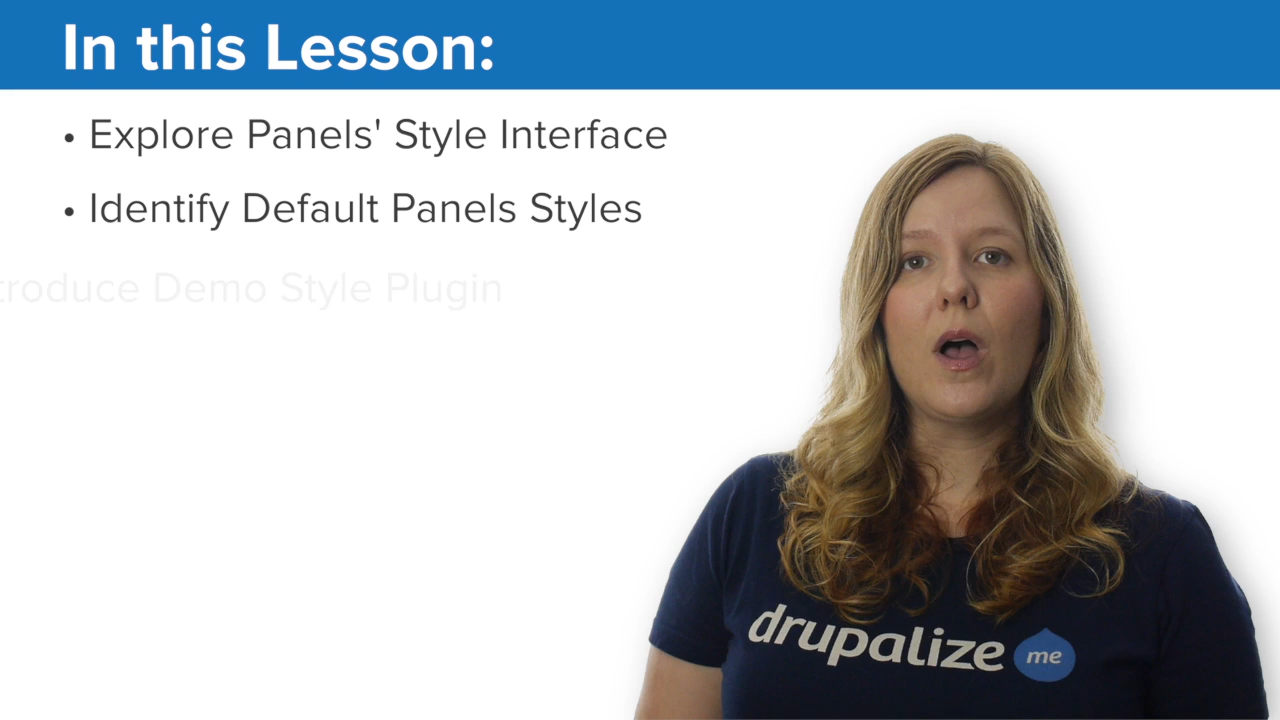 In this Lesson:
• Explore Panels' Style Interface
• Identify Default Panels Styles
troduce Demo Style Plugin
drupalize me